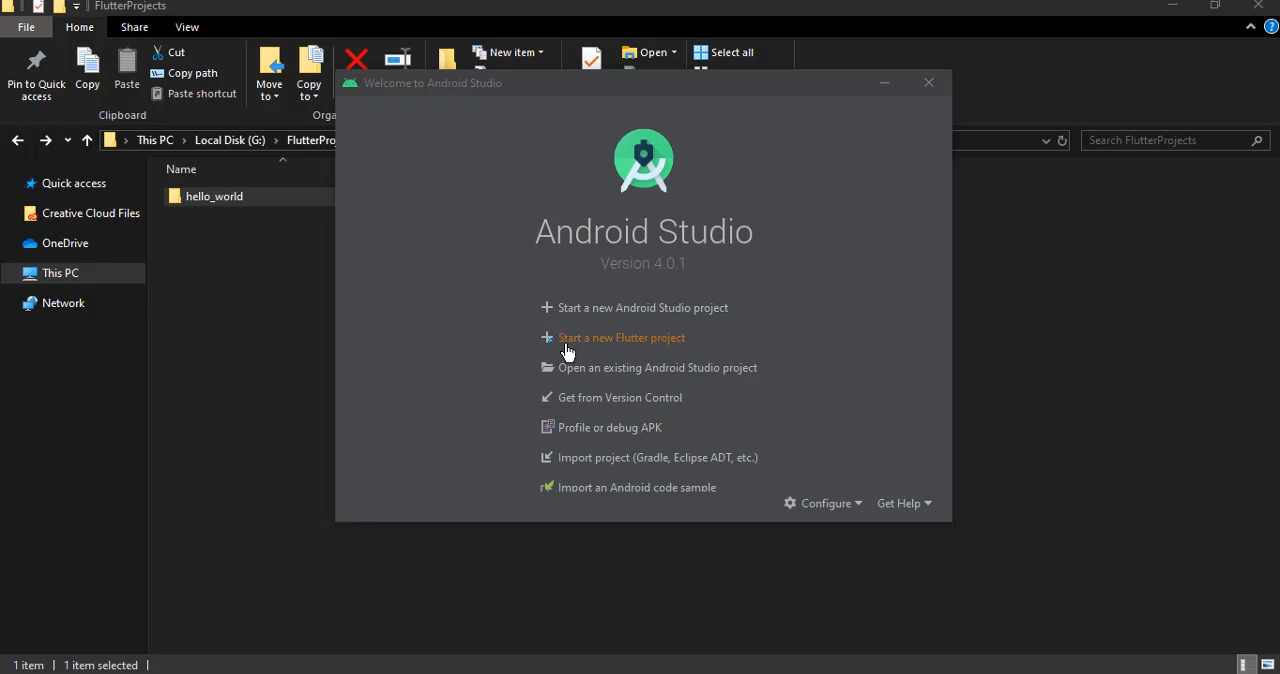 FlutterProjects
File
Home
Share
View
Pin to Quick
access
Copy
Paste
Cut
Copy path
Paste shortcut
Clipboard
Move
to
Copy
to
Orga
New item
Open
Select all
This PC
Local Disk (G:)
FlutterPro
Search FlutterProjects
Quick access
Creative Cloud Files
OneDrive
This PC
Network
Name
hello_world
Welcome to Android Studio
Android Studio
Version 4.0.1
Start a new Android Studio project
Start a new Flutter project
Open an existing Android Studio project
Get from Version Control
Profile or debug APK
Import project (Gradle, Eclipse ADT, etc.)
Import an Android code sample
Configure
Get Help
1 item
1 item selected